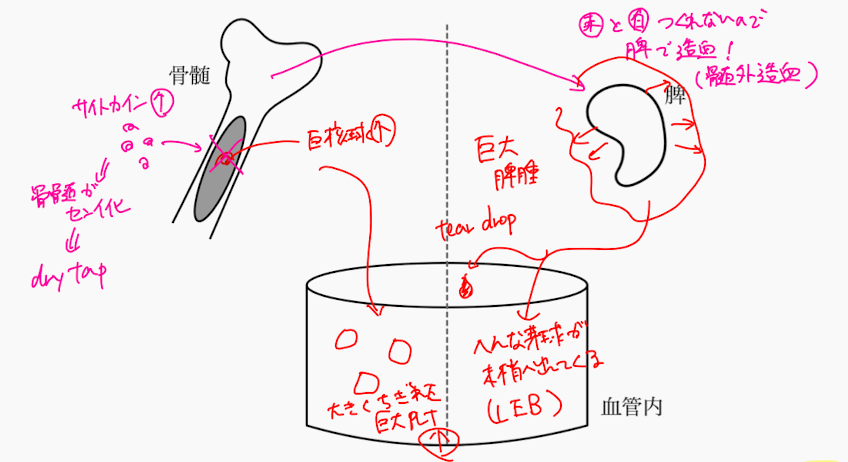 赤と白つくれないので
脾で造血!
(髄外造血)
骨髄
脾
サイトカイン↑
巨核球↑
巨大
脾腫
骨髄が
センイ化
⇓
dry tap
tear drop
へんな芽球が
末梢へ出てくる
(LEB)
大きくちぎれた
巨大PLT
↑
血管内